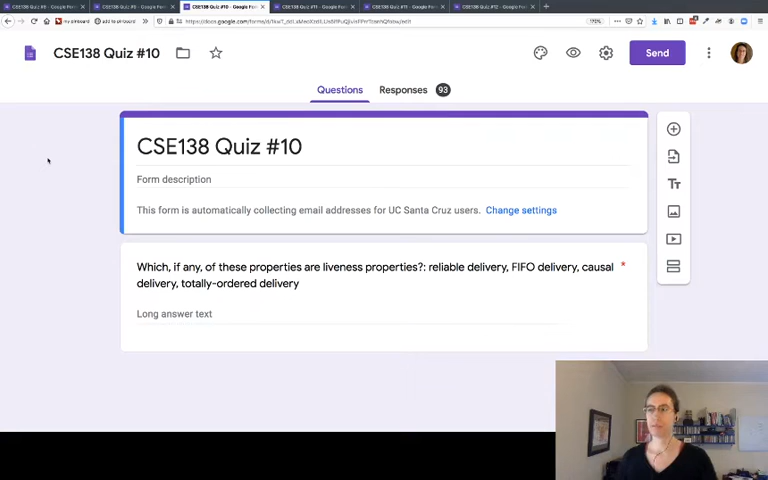 CSE138 Quiz #10
Send
Questions
Responses 93
CSE138 Quiz #10
Form description
This form is automatically collecting email addresses for UC Santa Cruz users. Change settings
Which, if any, of these properties are liveness properties?: reliable delivery, FIFO delivery, causal *
delivery, totally-ordered delivery
Long answer text